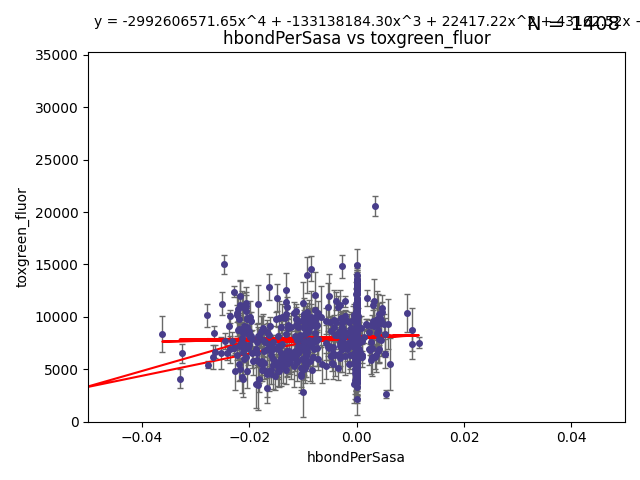 y = -2992606571.65x^4 + -133138184.30x^3 + 22417.22x^2 +
N = 1408
hbondPerSasa vs toxgreen_fluor
35000
30000
25000
20000
15000
10000
5000
0
toxgreen_fluor
−0.04
−0.02
0.00
0.02
0.04
hbondPerSasa